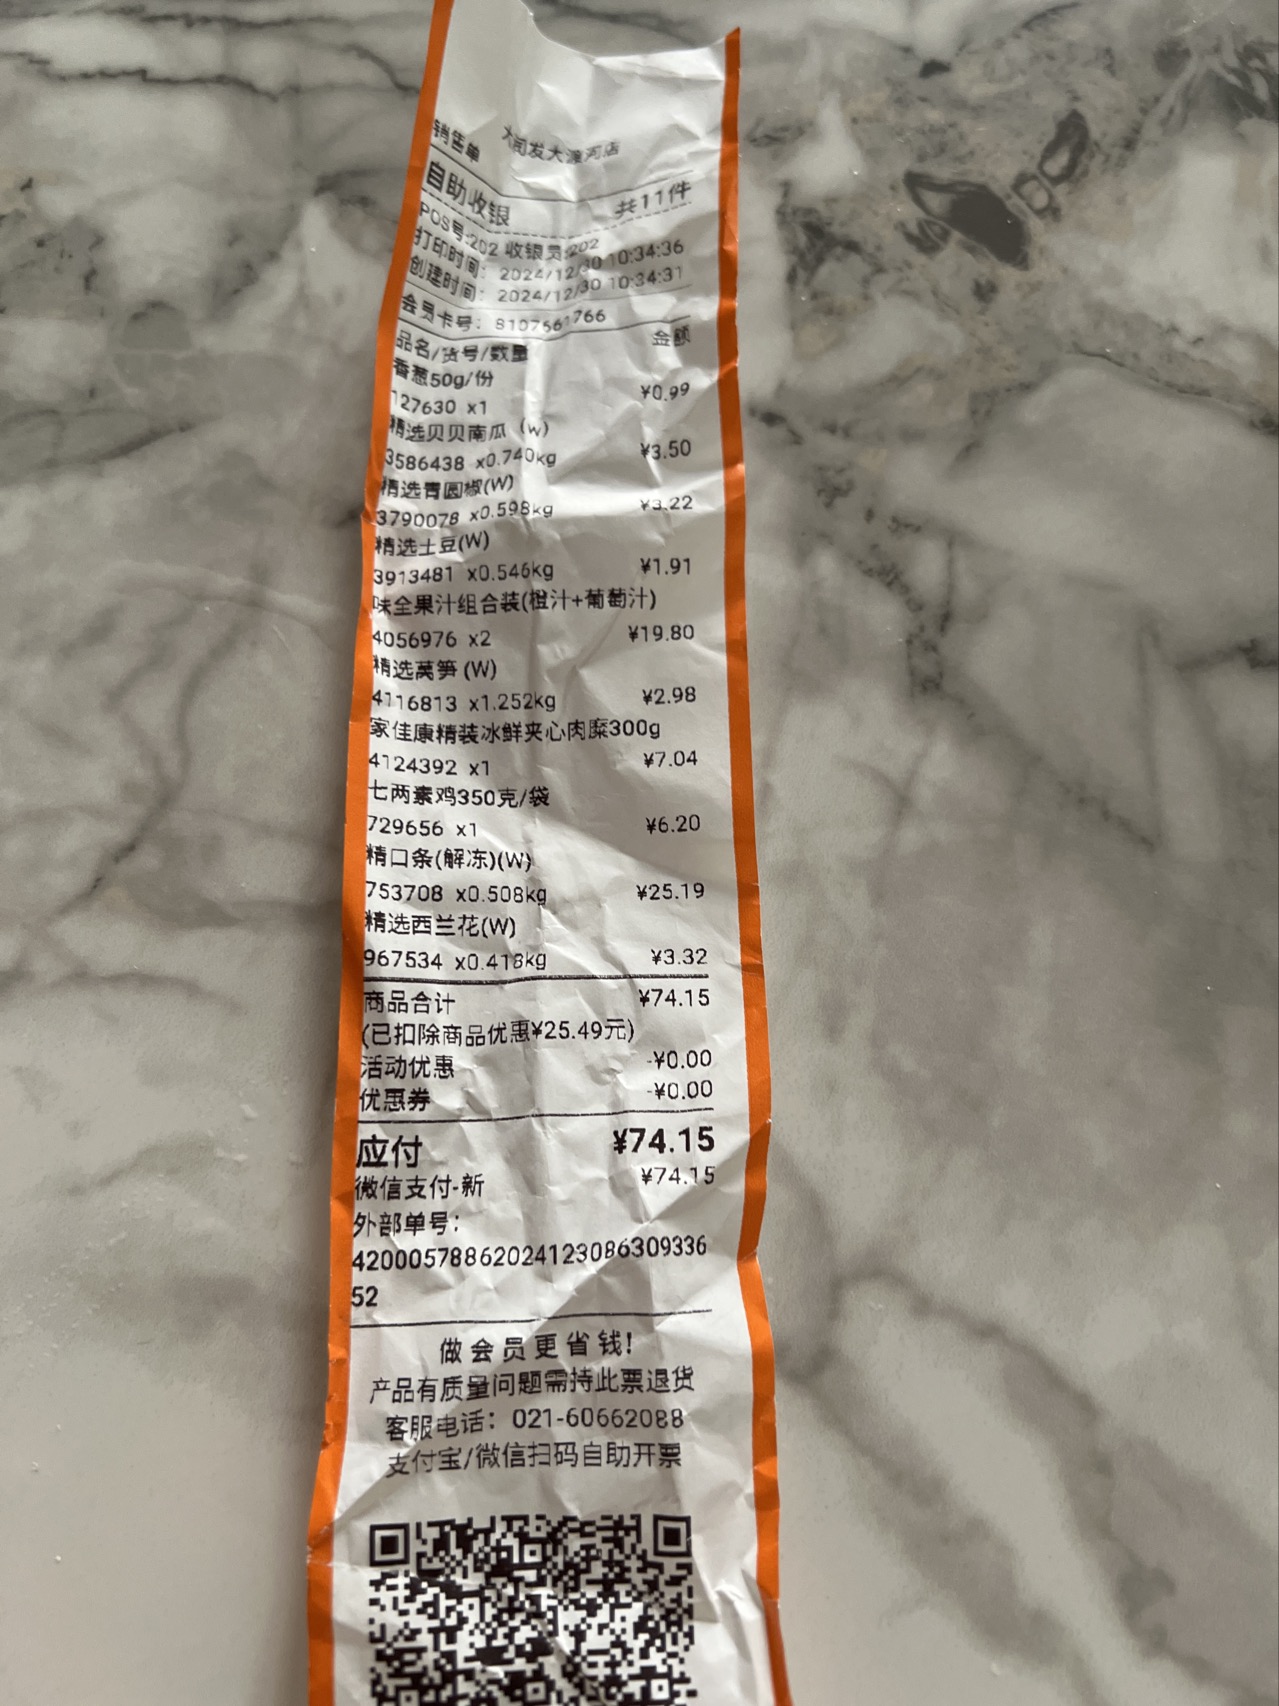 大润发大渡河店
销售单
自助收银 共11件
POS号:202 收银员:202
打印时间: 2024/12/30 10:34:36
创建时间: 2024/12/30 10:34:31
会员卡号: 8107661766
品名/货号/数量 金额
香葱50g/份
127630 x1 ¥0.99
精选贝贝南瓜 (w)
3586438 x0.740kg ¥3.50
精选青圆椒(W)
3790078 x0.598kg ¥3.22
精选土豆(W)
3913481 x0.546kg ¥1.91
味全果汁组合装(橙汁+葡萄汁)
4056976 x2 ¥19.80
精选莴笋 (W)
4116813 x1.252kg ¥2.98
家佳康精装冰鲜夹心肉糜300g
4124392 x1 ¥7.04
七两素鸡350克/袋
729656 x1 ¥6.20
精口条(解冻)(W)
753708 x0.508kg ¥25.19
精选西兰花(W)
967534 x0.418kg ¥3.32
商品合计 ¥74.15
(已扣除商品优惠¥25.49元)
活动优惠 -¥0.00
优惠券 -¥0.00
应付 ¥74.15
微信支付-新 ¥74.15
外部单号:
42000578862024123086309336
52
做会员更省钱!
产品有质量问题需持此票退货
客服电话: 021-60662088
支付宝/微信扫码自助开票